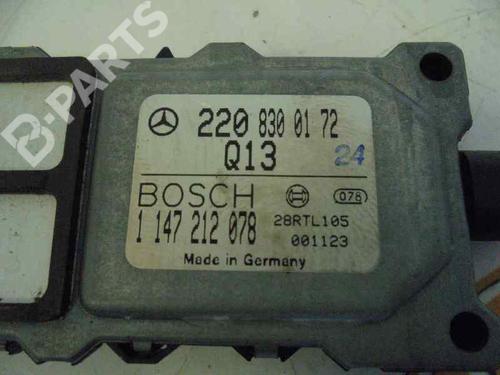 B-PARTS
220 830 01 72
Q13 24
BOSCH 078
1 147 212 078 28RTL105
001123
Made in Germany